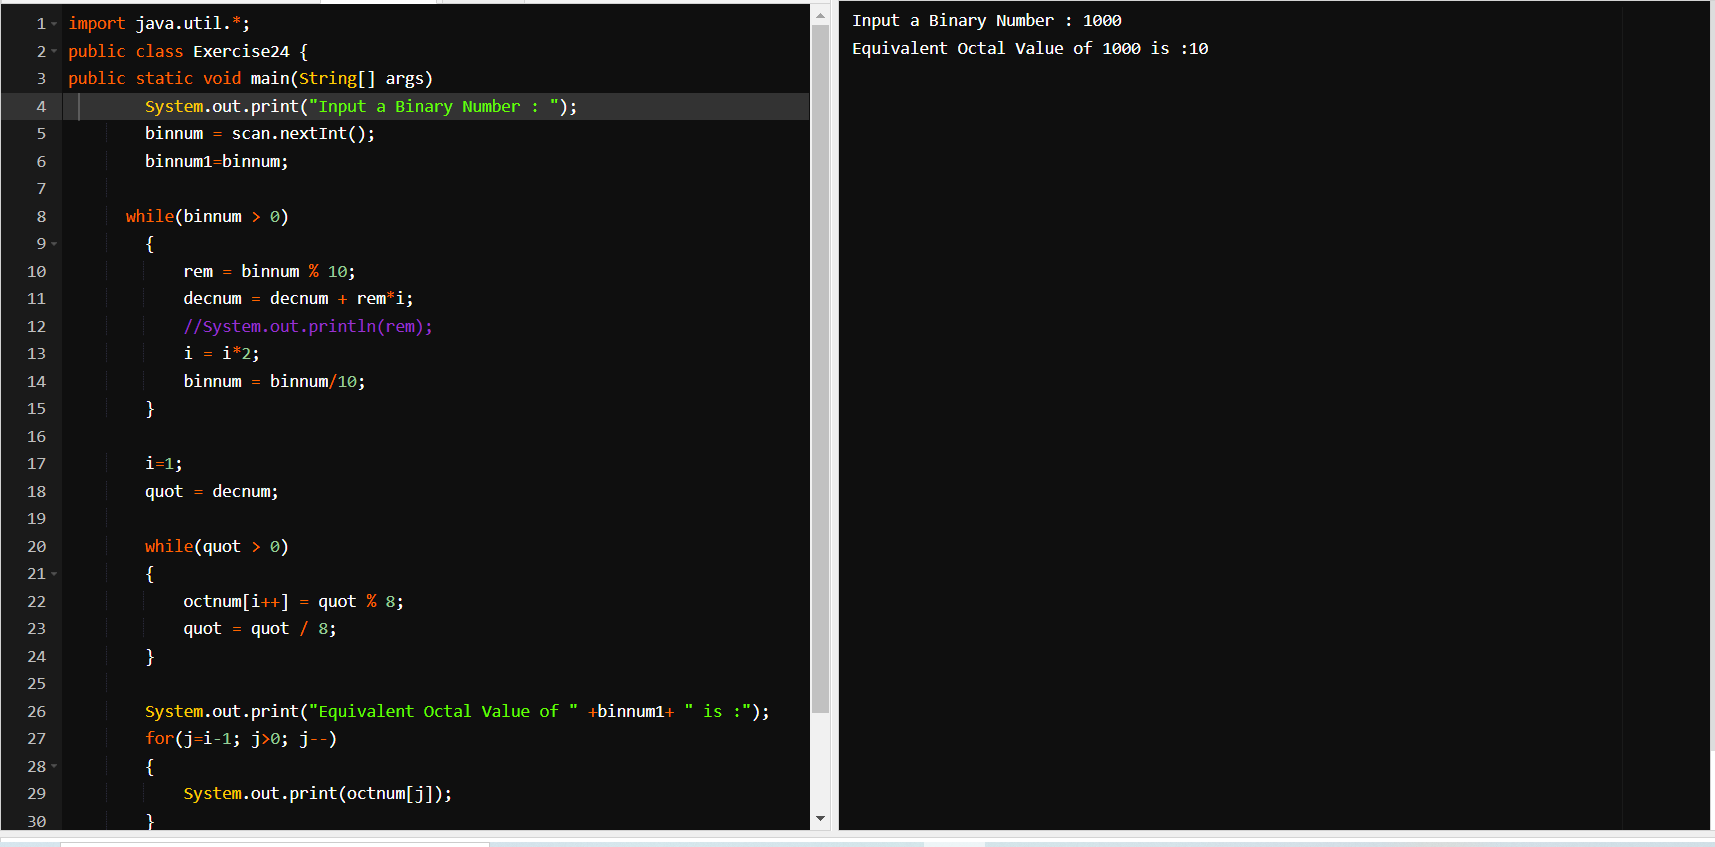 1 import java.util.*;
2 public class Exercise24 {
3 public static void main(String[] args)
4 System.out.print("Input a Binary Number : ");
5 binnum = scan.nextInt();
6 binnum1=binnum;
7
8 while(binnum > 0)
9 {
10 rem = binnum % 10;
11 decnum = decnum + rem*i;
12 //System.out.println(rem);
13 i = i*2;
14 binnum = binnum/10;
15 }
16
17 i=1;
18 quot = decnum;
19
20 while(quot > 0)
21 {
22 octnum[i++] = quot % 8;
23 quot = quot / 8;
24 }
25
26 System.out.print("Equivalent Octal Value of " +binnum1+ " is :");
27 for(j=i-1; j>0; j--)
28 {
29 System.out.print(octnum[j]);
30 }
Input a Binary Number : 1000
Equivalent Octal Value of 1000 is :10